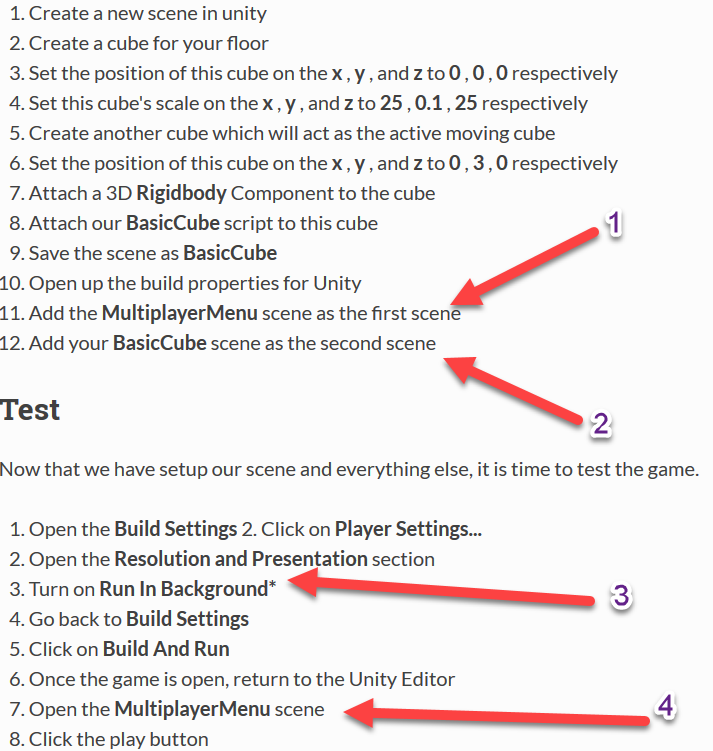 1. Create a new scene in unity
2. Create a cube for your floor
3. Set the position of this cube on the x , y , and z to 0 , 0 , 0 respectively
4. Set this cube's scale on the x , y , and z to 25 , 0.1 , 25 respectively
5. Create another cube which will act as the active moving cube
6. Set the position of this cube on the x , y , and z to 0 , 3 , 0 respectively
7. Attach a 3D Rigidbody Component to the cube
8. Attach our BasicCube script to this cube
1
9. Save the scene as BasicCube
10. Open up the build properties for Unity
11. Add the MultiplayerMenu scene as the first scene
12. Add your BasicCube scene as the second scene
2
Test
Now that we have setup our scene and everything else, it is time to test the game.
1. Open the Build Settings 2. Click on Player Settings...
2. Open the Resolution and Presentation section
3. Turn on Run In Background*
3
4. Go back to Build Settings
5. Click on Build And Run
6. Once the game is open, return to the Unity Editor
7. Open the MultiplayerMenu scene
4
8. Click the play button